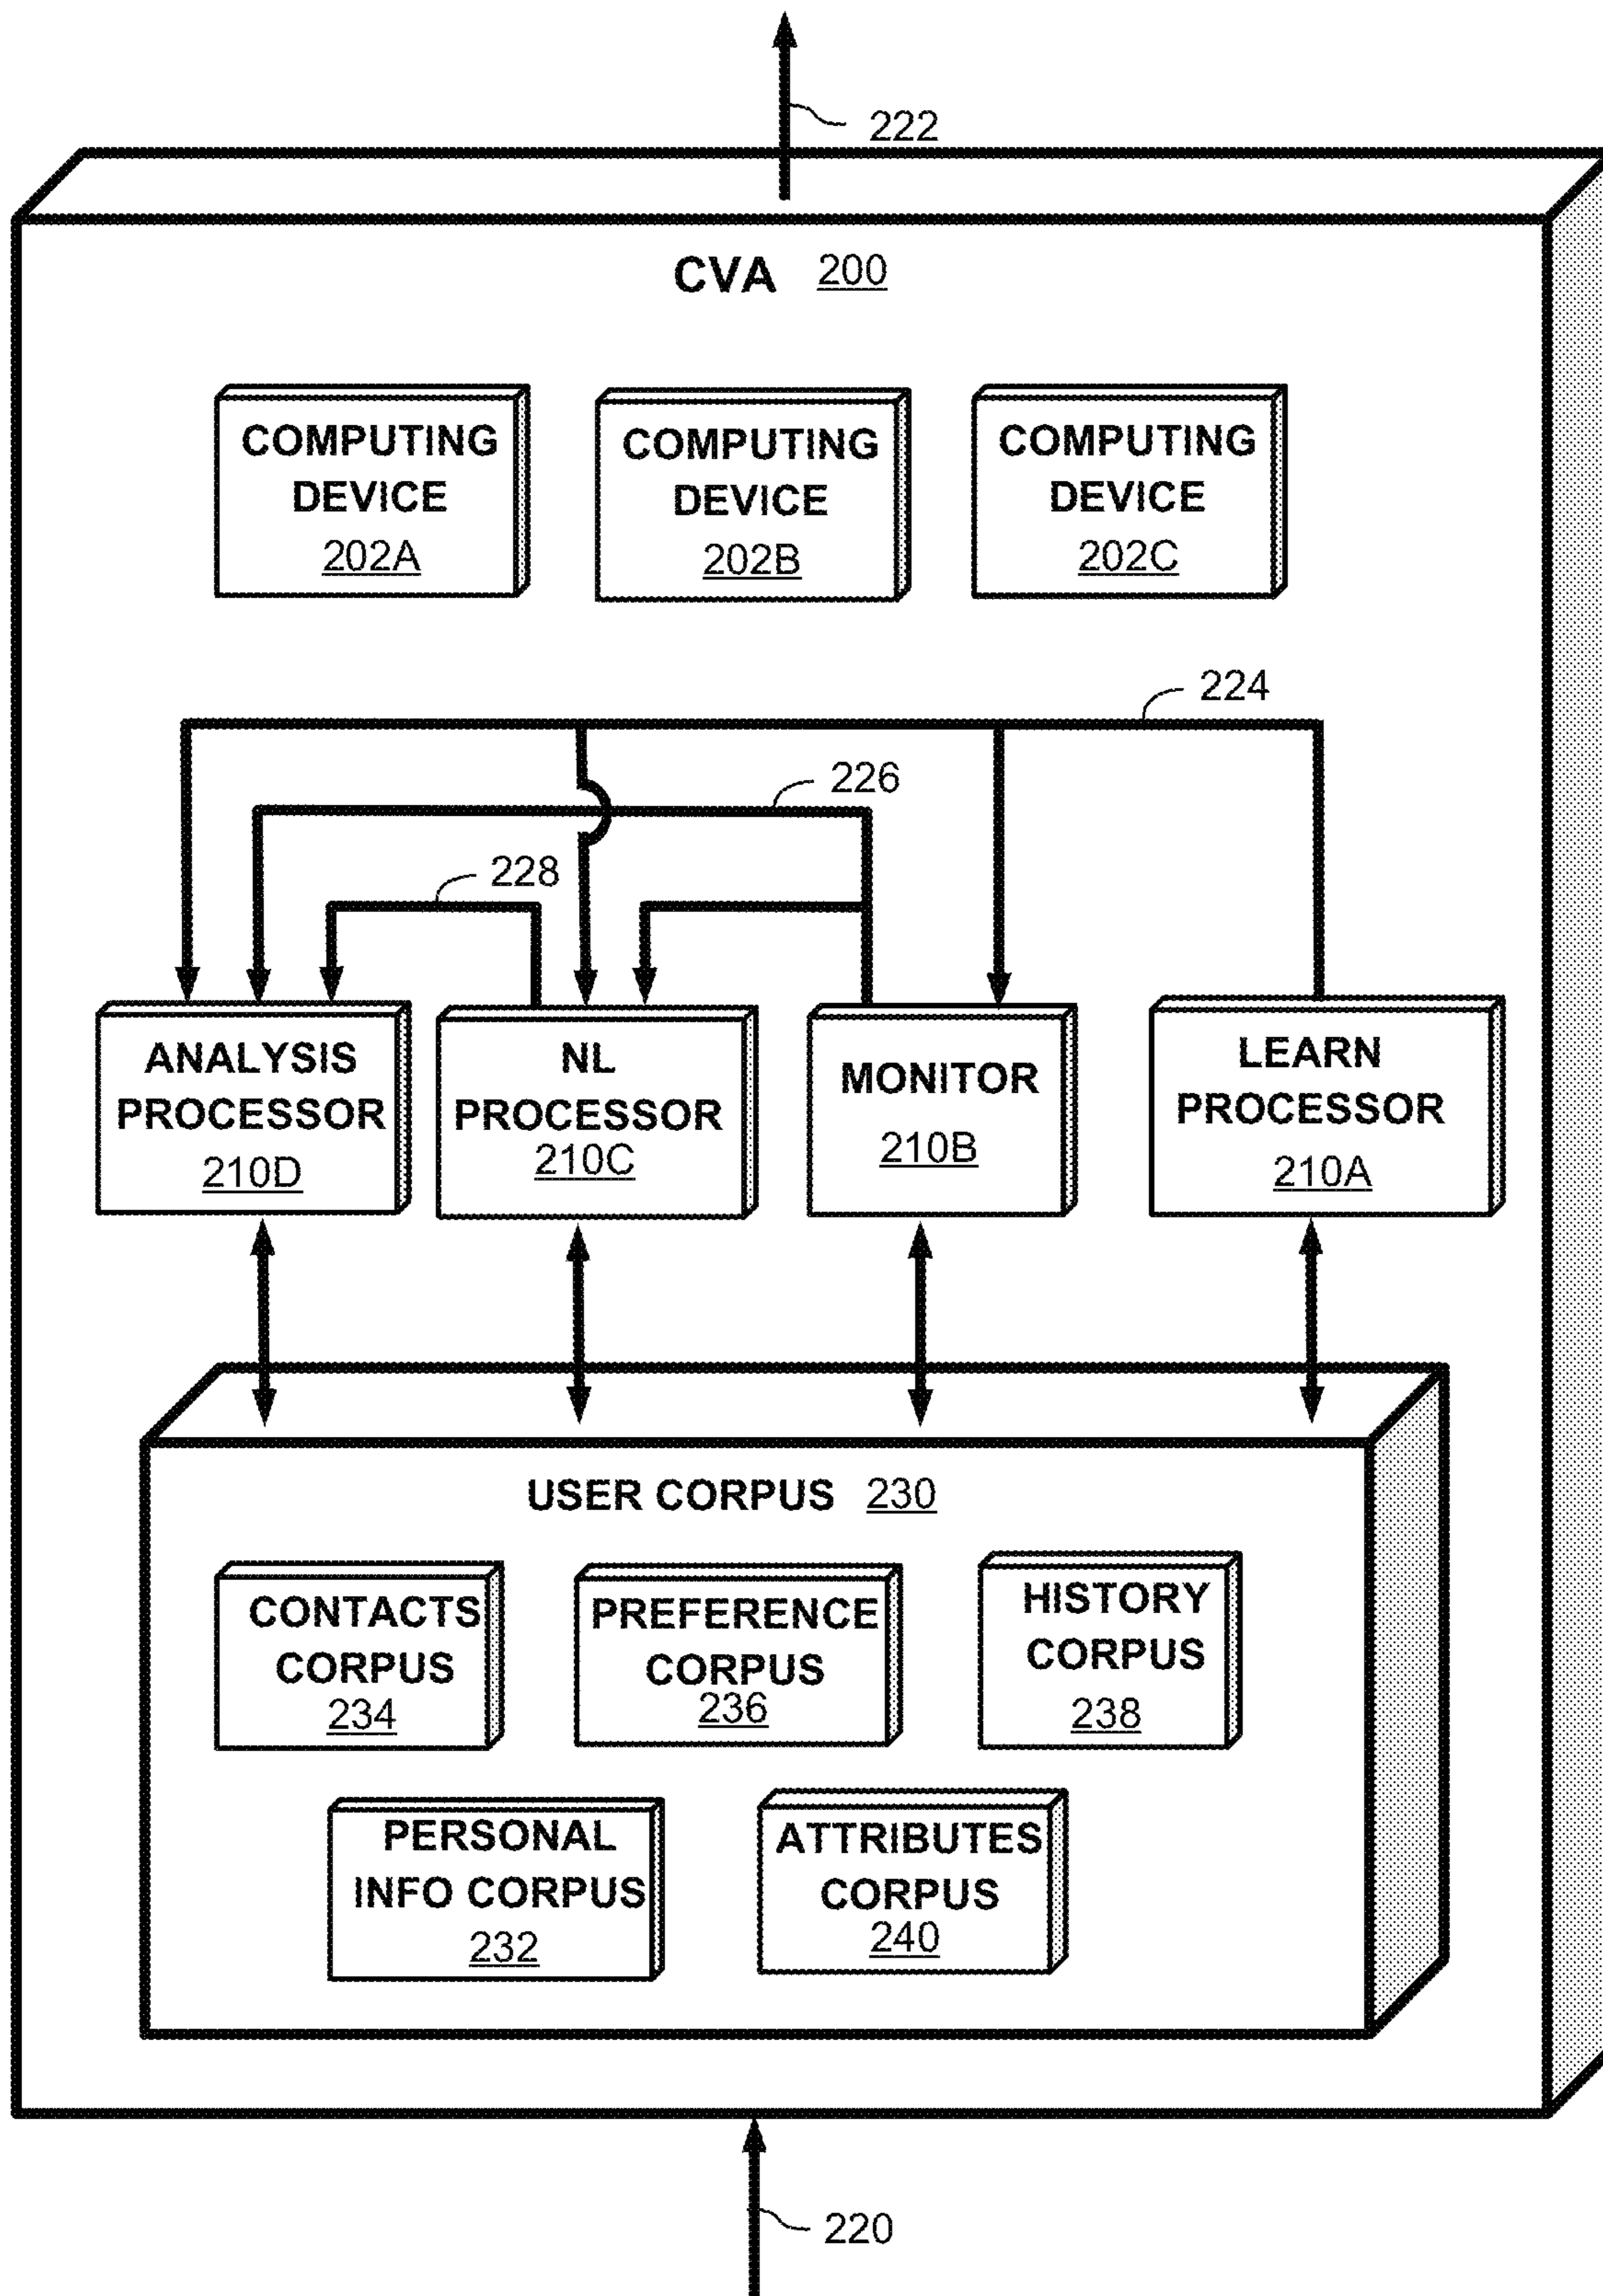 222
CVA 200
COMPUTING
DEVICE
202A
COMPUTING
DEVICE
202B
COMPUTING
DEVICE
202C
224
226
228
ANALYSIS
PROCESSOR
210D
NL
PROCESSOR
210C
MONITOR
210B
LEARN
PROCESSOR
210A
USER CORPUS 230
CONTACTS
CORPUS
234
PREFERENCE
CORPUS
236
HISTORY
CORPUS
238
PERSONAL
INFO CORPUS
232
ATTRIBUTES
CORPUS
240
220